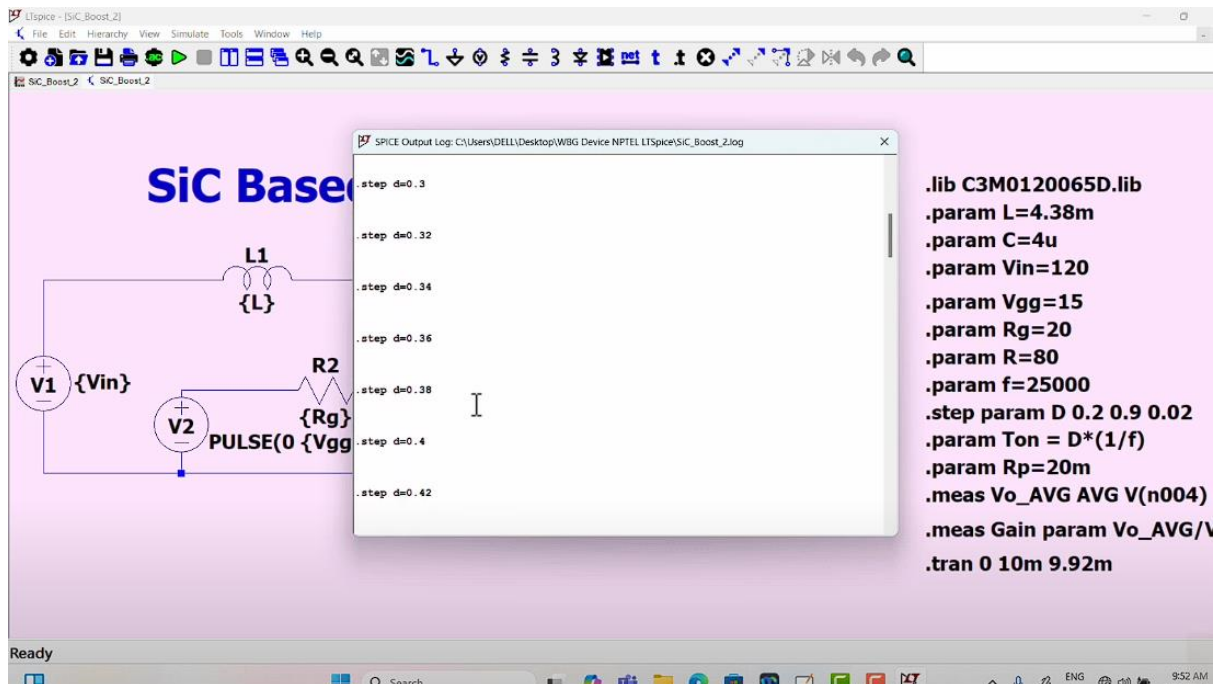 LTspice - [SiC_Boost_2]
File Edit Hierarchy View Simulate Tools Window Help
SiC_Boost_2 SiC_Boost_2
SPICE Output Log: C:\Users\DELL\Desktop\WBG Device NPTEL LTSpice\SiC_Boost_2.log
.step d=0.3
.step d=0.32
.step d=0.34
.step d=0.36
.step d=0.38
.step d=0.4
.step d=0.42
SiC Base
L1
{L}
V1 {Vin}
R2
{Rg}
V2
PULSE(0 {Vgg
.lib C3M0120065D.lib
.param L=4.38m
.param C=4u
.param Vin=120
.param Vgg=15
.param Rg=20
.param R=80
.param f=25000
.step param D 0.2 0.9 0.02
.param Ton = D*(1/f)
.param Rp=20m
.meas Vo_AVG AVG V(n004)
.meas Gain param Vo_AVG/V
.tran 0 10m 9.92m
Ready
Search
ENG
9:52 AM